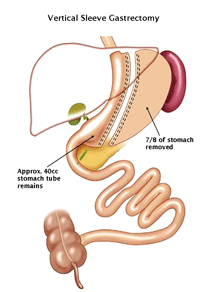 Vertical Sleeve Gastrectomy
7/8 of stomach
removed
Approx. 40cc
stomach tube
remains